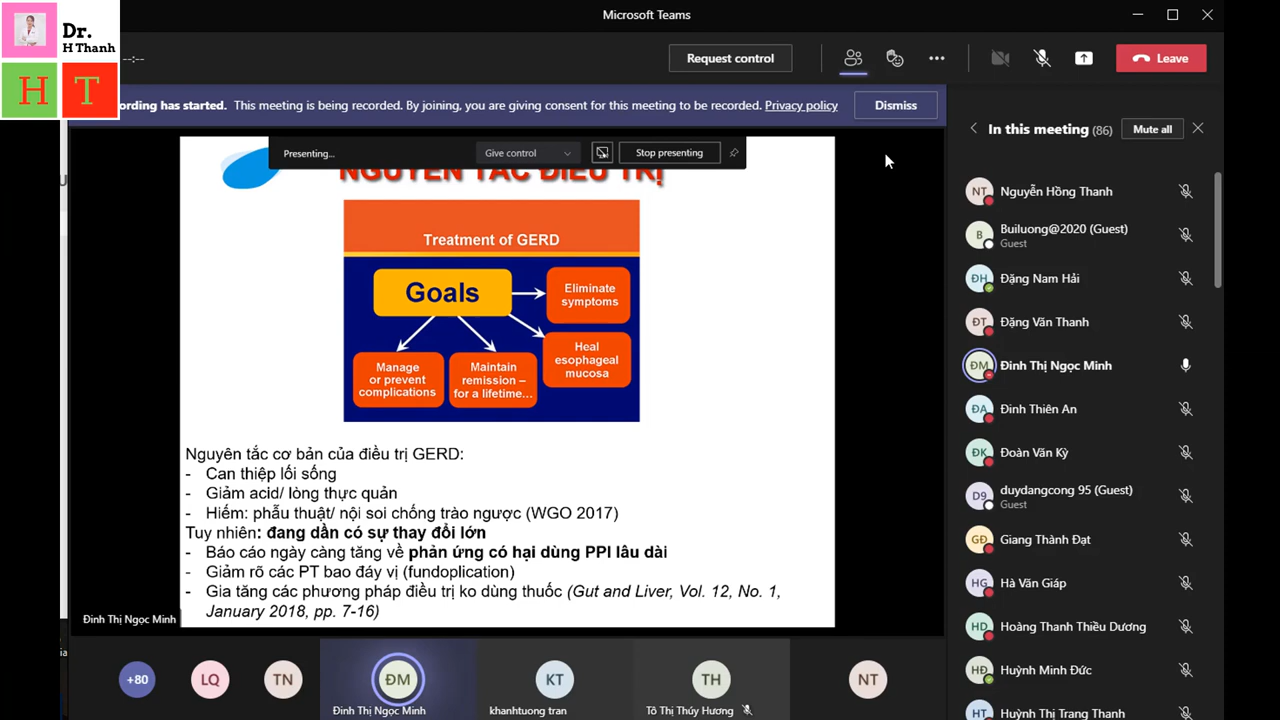 Microsoft Teams
Dr.
H Thanh
H T
--:--
Request control
Leave
ording has started. This meeting is being recorded. By joining, you are giving consent for this meeting to be recorded. Privacy policy
Dismiss
Presenting...
Give control
Stop presenting
NGUYÊN TẮC ĐIỀU TRỊ
Treatment of GERD
Goals
Eliminate
symptoms
Heal
esophageal
mucosa
Manage
or prevent
complications
Maintain
remission –
for a lifetime...
Nguyên tắc cơ bản của điều trị GERD:
- Can thiệp lối sống
- Giảm acid/ lòng thực quản
- Hiếm: phẫu thuật/ nội soi chống trào ngược (WGO 2017)
Tuy nhiên: đang dần có sự thay đổi lớn
- Báo cáo ngày càng tăng về phản ứng có hại dùng PPI lâu dài
- Giảm rõ các PT bao đáy vị (fundoplication)
- Gia tăng các phương pháp điều trị ko dùng thuốc (Gut and Liver, Vol. 12, No. 1,
January 2018, pp. 7-16)
Đinh Thị Ngọc Minh
+80
LQ
TN
ĐM
Đinh Thị Ngọc Minh
KT
khanhtuong tran
TH
Tô Thị Thúy Hương
NT
In this meeting (86)
Mute all
NT
Nguyễn Hồng Thanh
B
Builuong@2020 (Guest)
Guest
ĐH
Đặng Nam Hải
ĐT
Đặng Văn Thanh
ĐM
Đinh Thị Ngọc Minh
ĐA
Đinh Thiên An
ĐK
Đoàn Văn Kỳ
D9
duydangcong 95 (Guest)
Guest
GĐ
Giang Thành Đạt
HG
Hà Văn Giáp
HD
Hoàng Thanh Thiều Dương
HĐ
Huỳnh Minh Đức
HT
Huỳnh Thị Trang Thanh